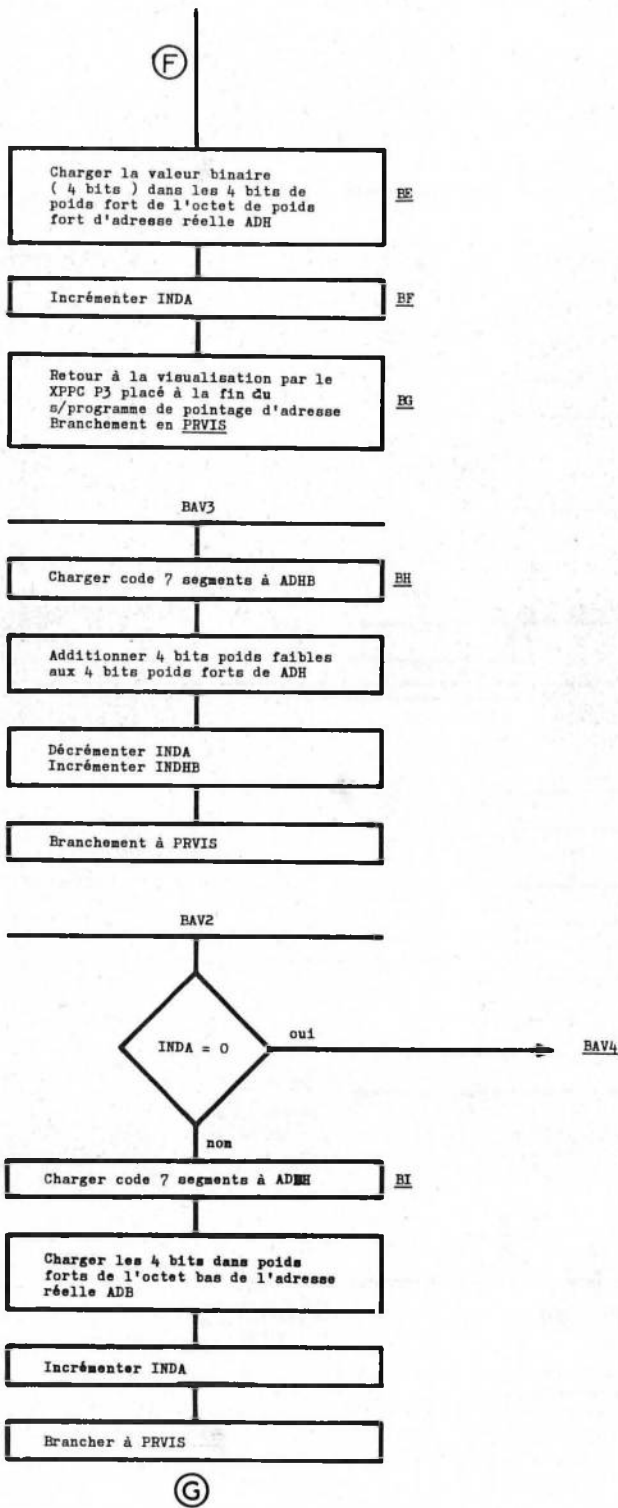 F
Charger la valeur binaire
( 4 bits ) dans les 4 bits de
poids fort de l'octet de poids
fort d'adresse réelle ADH
BE
Incrémenter INDA
BF
Retour à la visualisation par le
XPPC P3 placé à la fin du
s/programme de pointage d'adresse
Branchement en PRVIS
BG
BAV3
Charger code 7 segments à ADHB
BH
Additionner 4 bits poids faibles
aux 4 bits poids forts de ADH
Décrémenter INDA
Incrémenter INDHB
Branchement à PRVIS
BAV2
INDA = 0
oui
BAV4
non
Charger code 7 segments à
BI
Charger les 4 bits dans poids
forts de l'octet bas de l'adresse
réelle ADB
Incrémenter INDA
Brancher à PRVIS
G